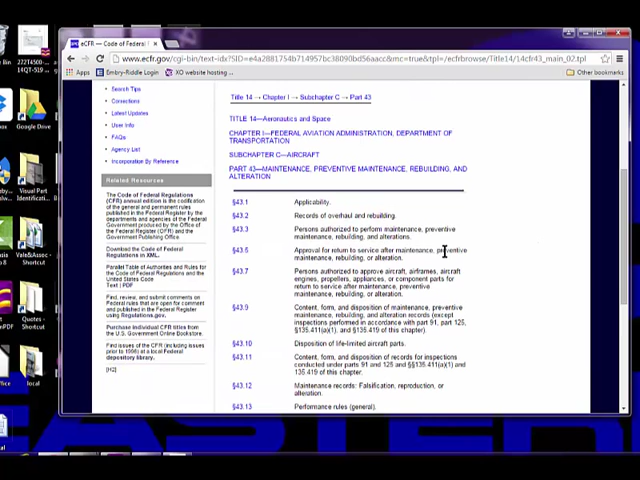 eCFR — Code of Federal
www.ecfr.gov/cgi-bin/text-idx?SID=e4a2881754b714957bc38090bd56aacc&mc=true&tpl=/ecfrbrowse/Title14/14cfr43_main_02.tpl
Apps Embry-Riddle Login XO website hosting ... Other bookmarks
Search Tips
Corrections
Latest Updates
User Info
FAQs
Agency List
Incorporation By Reference
Related Resources
The Code of Federal
Regulations
(CFR) annual edition is the
codification of the general
and permanent rules
published in the Federal
Register by the
departments and agencies
of the Federal Government
produced by the Office of
the Federal Register (OFR)
and the Government
Publishing Office.
Download the Code of Federal
Regulations in XML.
Parallel Table of Authorities and Rules for
the Code of Federal Regulations and the
United States Code
Text | PDF
Find, review, and submit comments on
Federal rules that are open for comment
and published in the Federal Register
using Regulations.gov.
Purchase individual CFR titles from
the U.S. Government Online Bookstore.
Find issues of the CFR (including issues
prior to 1996) at a local Federal
depository library.
Title 14 → Chapter I → Subchapter C → Part 43
TITLE 14—Aeronautics and Space
CHAPTER I—FEDERAL AVIATION ADMINISTRATION, DEPARTMENT OF
TRANSPORTATION
SUBCHAPTER C—AIRCRAFT
PART 43—MAINTENANCE, PREVENTIVE MAINTENANCE, REBUILDING, AND
ALTERATION
§43.1 Applicability.
§43.2 Records of overhaul and rebuilding.
§43.3 Persons authorized to perform maintenance, preventive
maintenance, rebuilding, and alterations.
§43.5 Approval for return to service after maintenance, preventive
maintenance, rebuilding, or alteration.
§43.7 Persons authorized to approve aircraft, airframes, aircraft
engines, propellers, appliances, or component parts for
return to service after maintenance, preventive
maintenance, rebuilding, or alteration.
§43.9 Content, form, and disposition of maintenance, preventive
maintenance, rebuilding, and alteration records (except
inspections performed in accordance with part 91, part 125,
§135.411(a)(1), and §135.419 of this chapter).
§43.10 Disposition of life-limited aircraft parts.
§43.11 Content, form, and disposition of records for inspections
conducted under parts 91 and 125 and §§135.411(a)(1) and
135.419 of this chapter.
§43.12 Maintenance records: Falsification, reproduction, or
alteration.
§43.13 Performance rules (general).
222T4500-
14QT-519
Google Drive
Visual Part
Identificati...
Vale&Assoc-
Quotes -
Shortcut
local